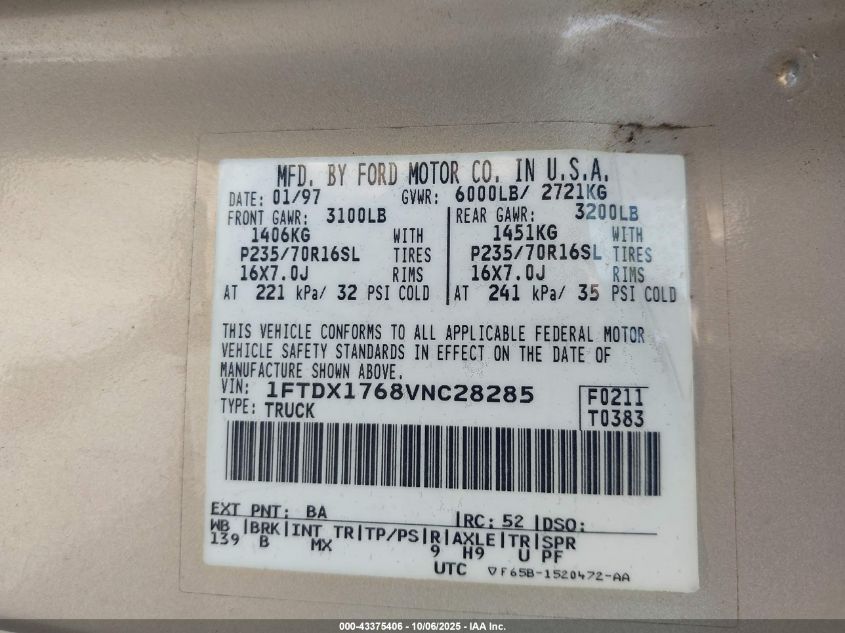 MFD. BY FORD MOTOR CO. IN U.S.A.
DATE: 01/97 GVWR: 6000LB/ 2721KG
FRONT GAWR: 3100LB REAR GAWR: 3200LB
1406KG WITH 1451KG WITH
P235/70R16SL TIRES P235/70R16SL TIRES
16X7.0J RIMS 16X7.0J RIMS
AT 221 kPa/ 32 PSI COLD AT 241 kPa/ 35 PSI COLD
THIS VEHICLE CONFORMS TO ALL APPLICABLE FEDERAL MOTOR
VEHICLE SAFETY STANDARDS IN EFFECT ON THE DATE OF
MANUFACTURE SHOWN ABOVE.
VIN: 1FTDX1768VNC28285 F0211
TYPE: TRUCK T0383
EXT PNT: BA RC: 52 DSO:
WB BRK INT TR TP/PS R AXLE TR SPR
139 B MX 9 H9 U PF
UTC ▽F65B-1520472-AA
000-43375406 - 10/06/2025 - IAA Inc.